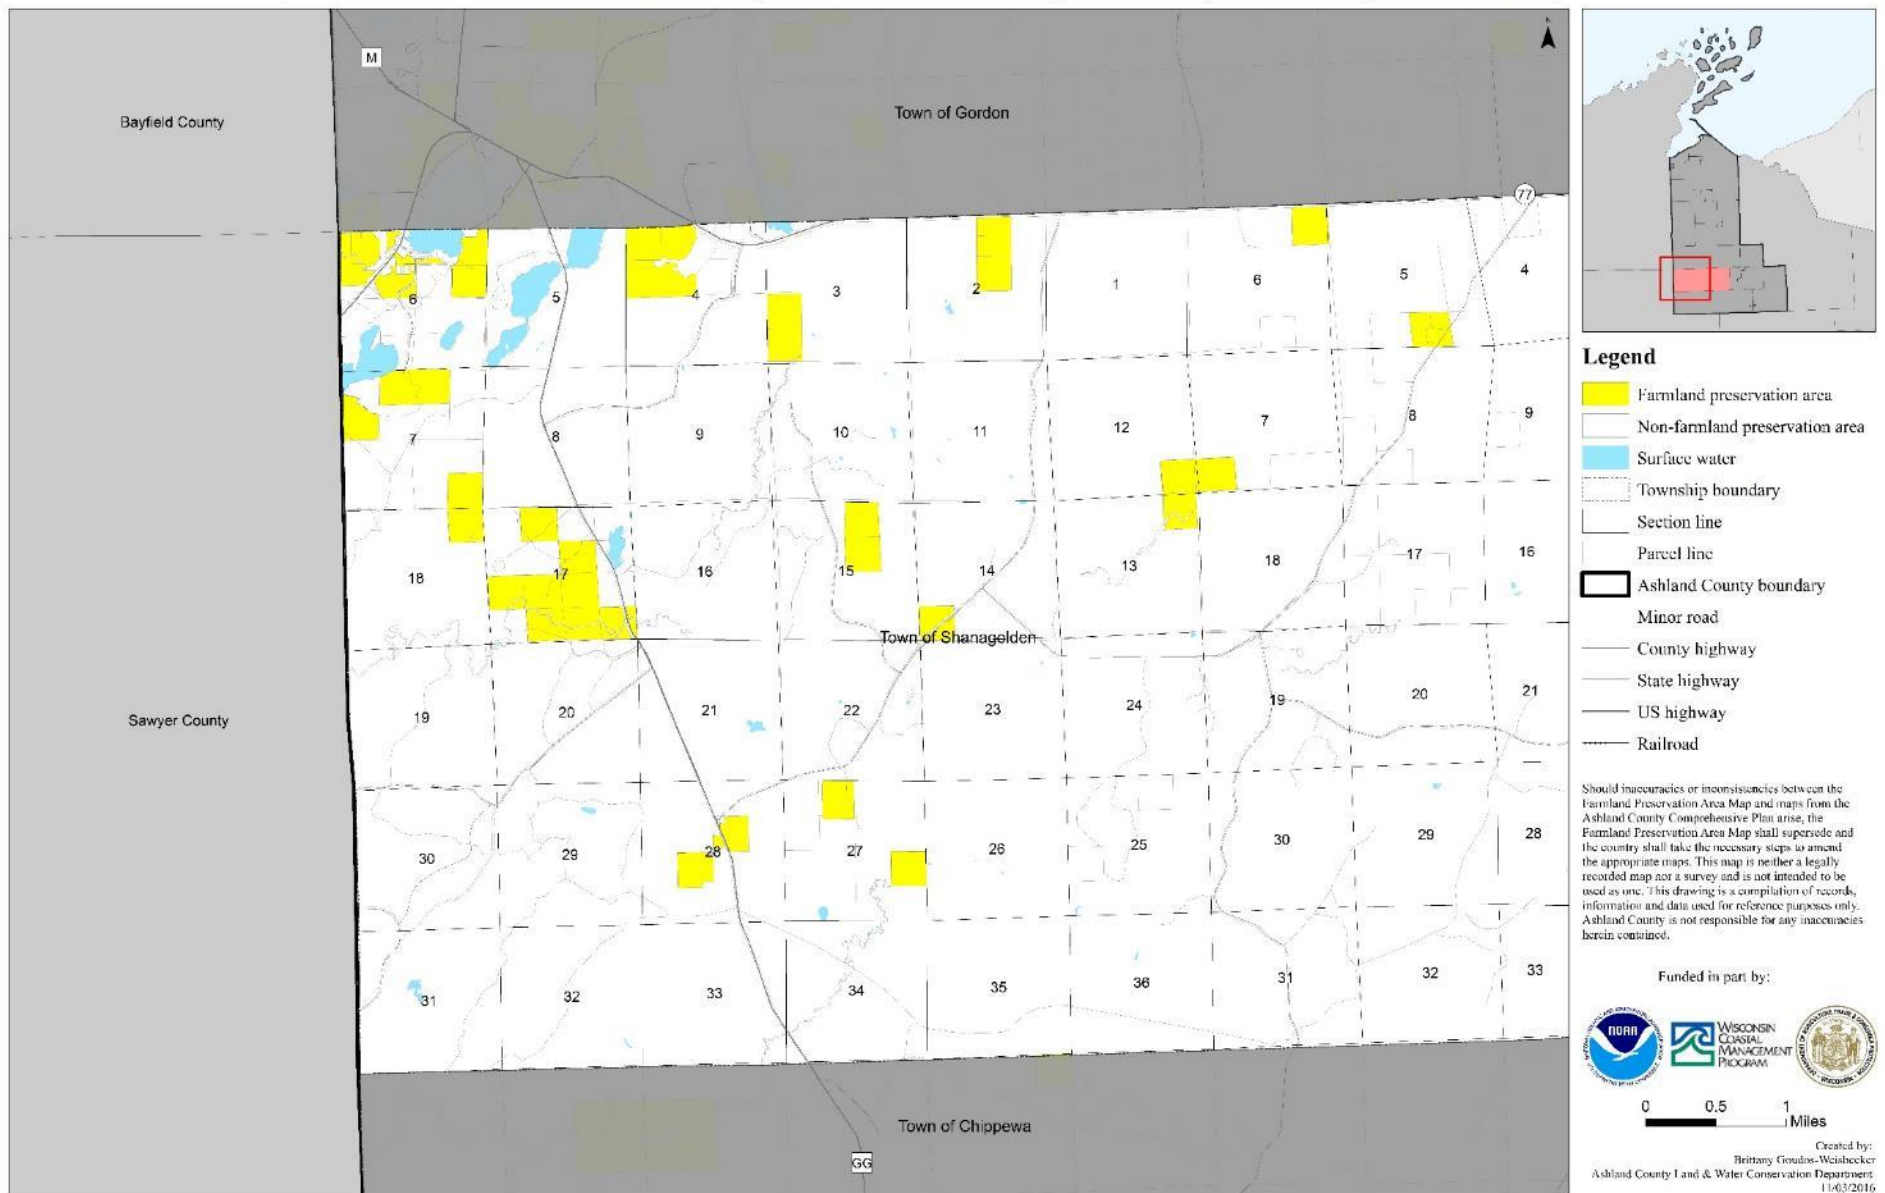 M
Bayfield County
Town of Gordon
77
6
5
4
3
2
1
6
5
4
7
8
9
10
11
12
7
8
9
18
17
16
15
14
13
18
17
16
Town of Shanagolden
Sawyer County
19
20
21
22
23
24
19
20
21
30
29
28
27
26
25
30
29
28
31
32
33
34
35
36
31
32
33
Town of Chippewa
GG
Legend
Farmland preservation area
Non-farmland preservation area
Surface water
Township boundary
Section line
Parcel line
Ashland County boundary
Minor road
County highway
State highway
US highway
Railroad
Should inaccuracies or inconsistencies between the
Farmland Preservation Area Map and maps from the
Ashland County Comprehensive Plan arise, the
Farmland Preservation Area Map shall supersede and
the country shall take the necessary steps to amend
the appropriate maps. This map is neither a legally
recorded map nor a survey and is not intended to be
used as one. This drawing is a compilation of records,
information and data used for reference purposes only.
Ashland County is not responsible for any inaccuracies
herein contained.
Funded in part by:
NOAA
WISCONSIN
COASTAL
MANAGEMENT
PROGRAM
0 0.5 1
Miles
Created by:
Brittany Goudos-Weisbecker
Ashland County Land & Water Conservation Department
11/03/2016